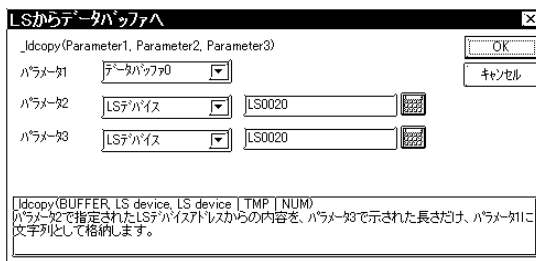 LSからデータバッファへ
_ldcopy(Parameter1, Parameter2, Parameter3)
OK
パラメータ1 データバッファ0
キャンセル
パラメータ2 LSデバイス LS0020
パラメータ3 LSデバイス LS0020
_ldcopy(BUFFER, LS device, LS device | TMP | NUM)
パラメータ2で指定されたLSデバイスアドレスからの内容を、パラメータ3で示された長さだけ、パラメータ1に
文字列として格納します。